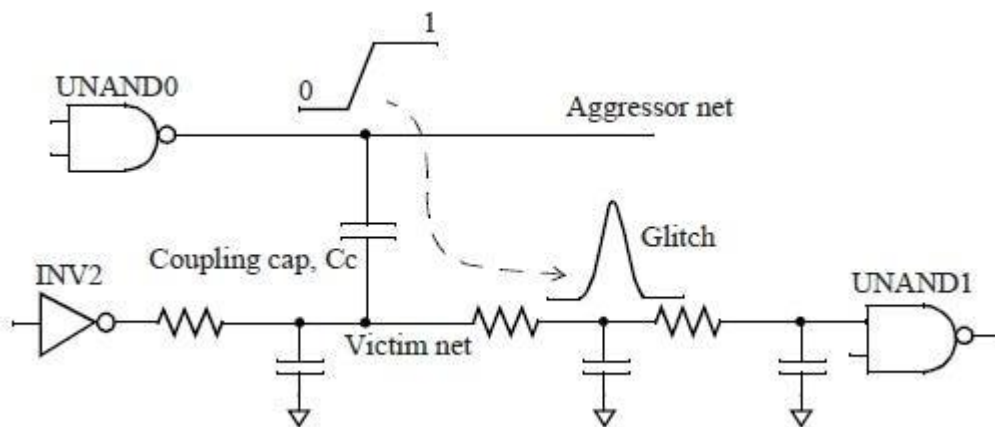 1
UNAND0
0
Aggressor net
Glitch
Coupling cap, Cc
INV2
UNAND1
Victim net